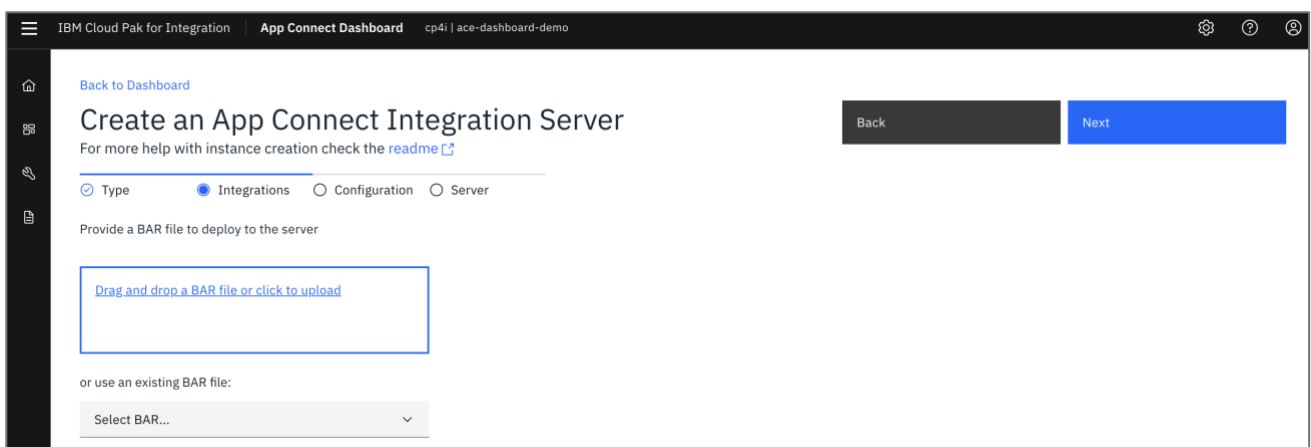 IBM Cloud Pak for Integration App Connect Dashboard cp4i | ace-dashboard-demo
Back to Dashboard
Create an App Connect Integration Server
Back
Next
For more help with instance creation check the readme
Type
Integrations
Configuration
Server
Provide a BAR file to deploy to the server
Drag and drop a BAR file or click to upload
or use an existing BAR file:
Select BAR...